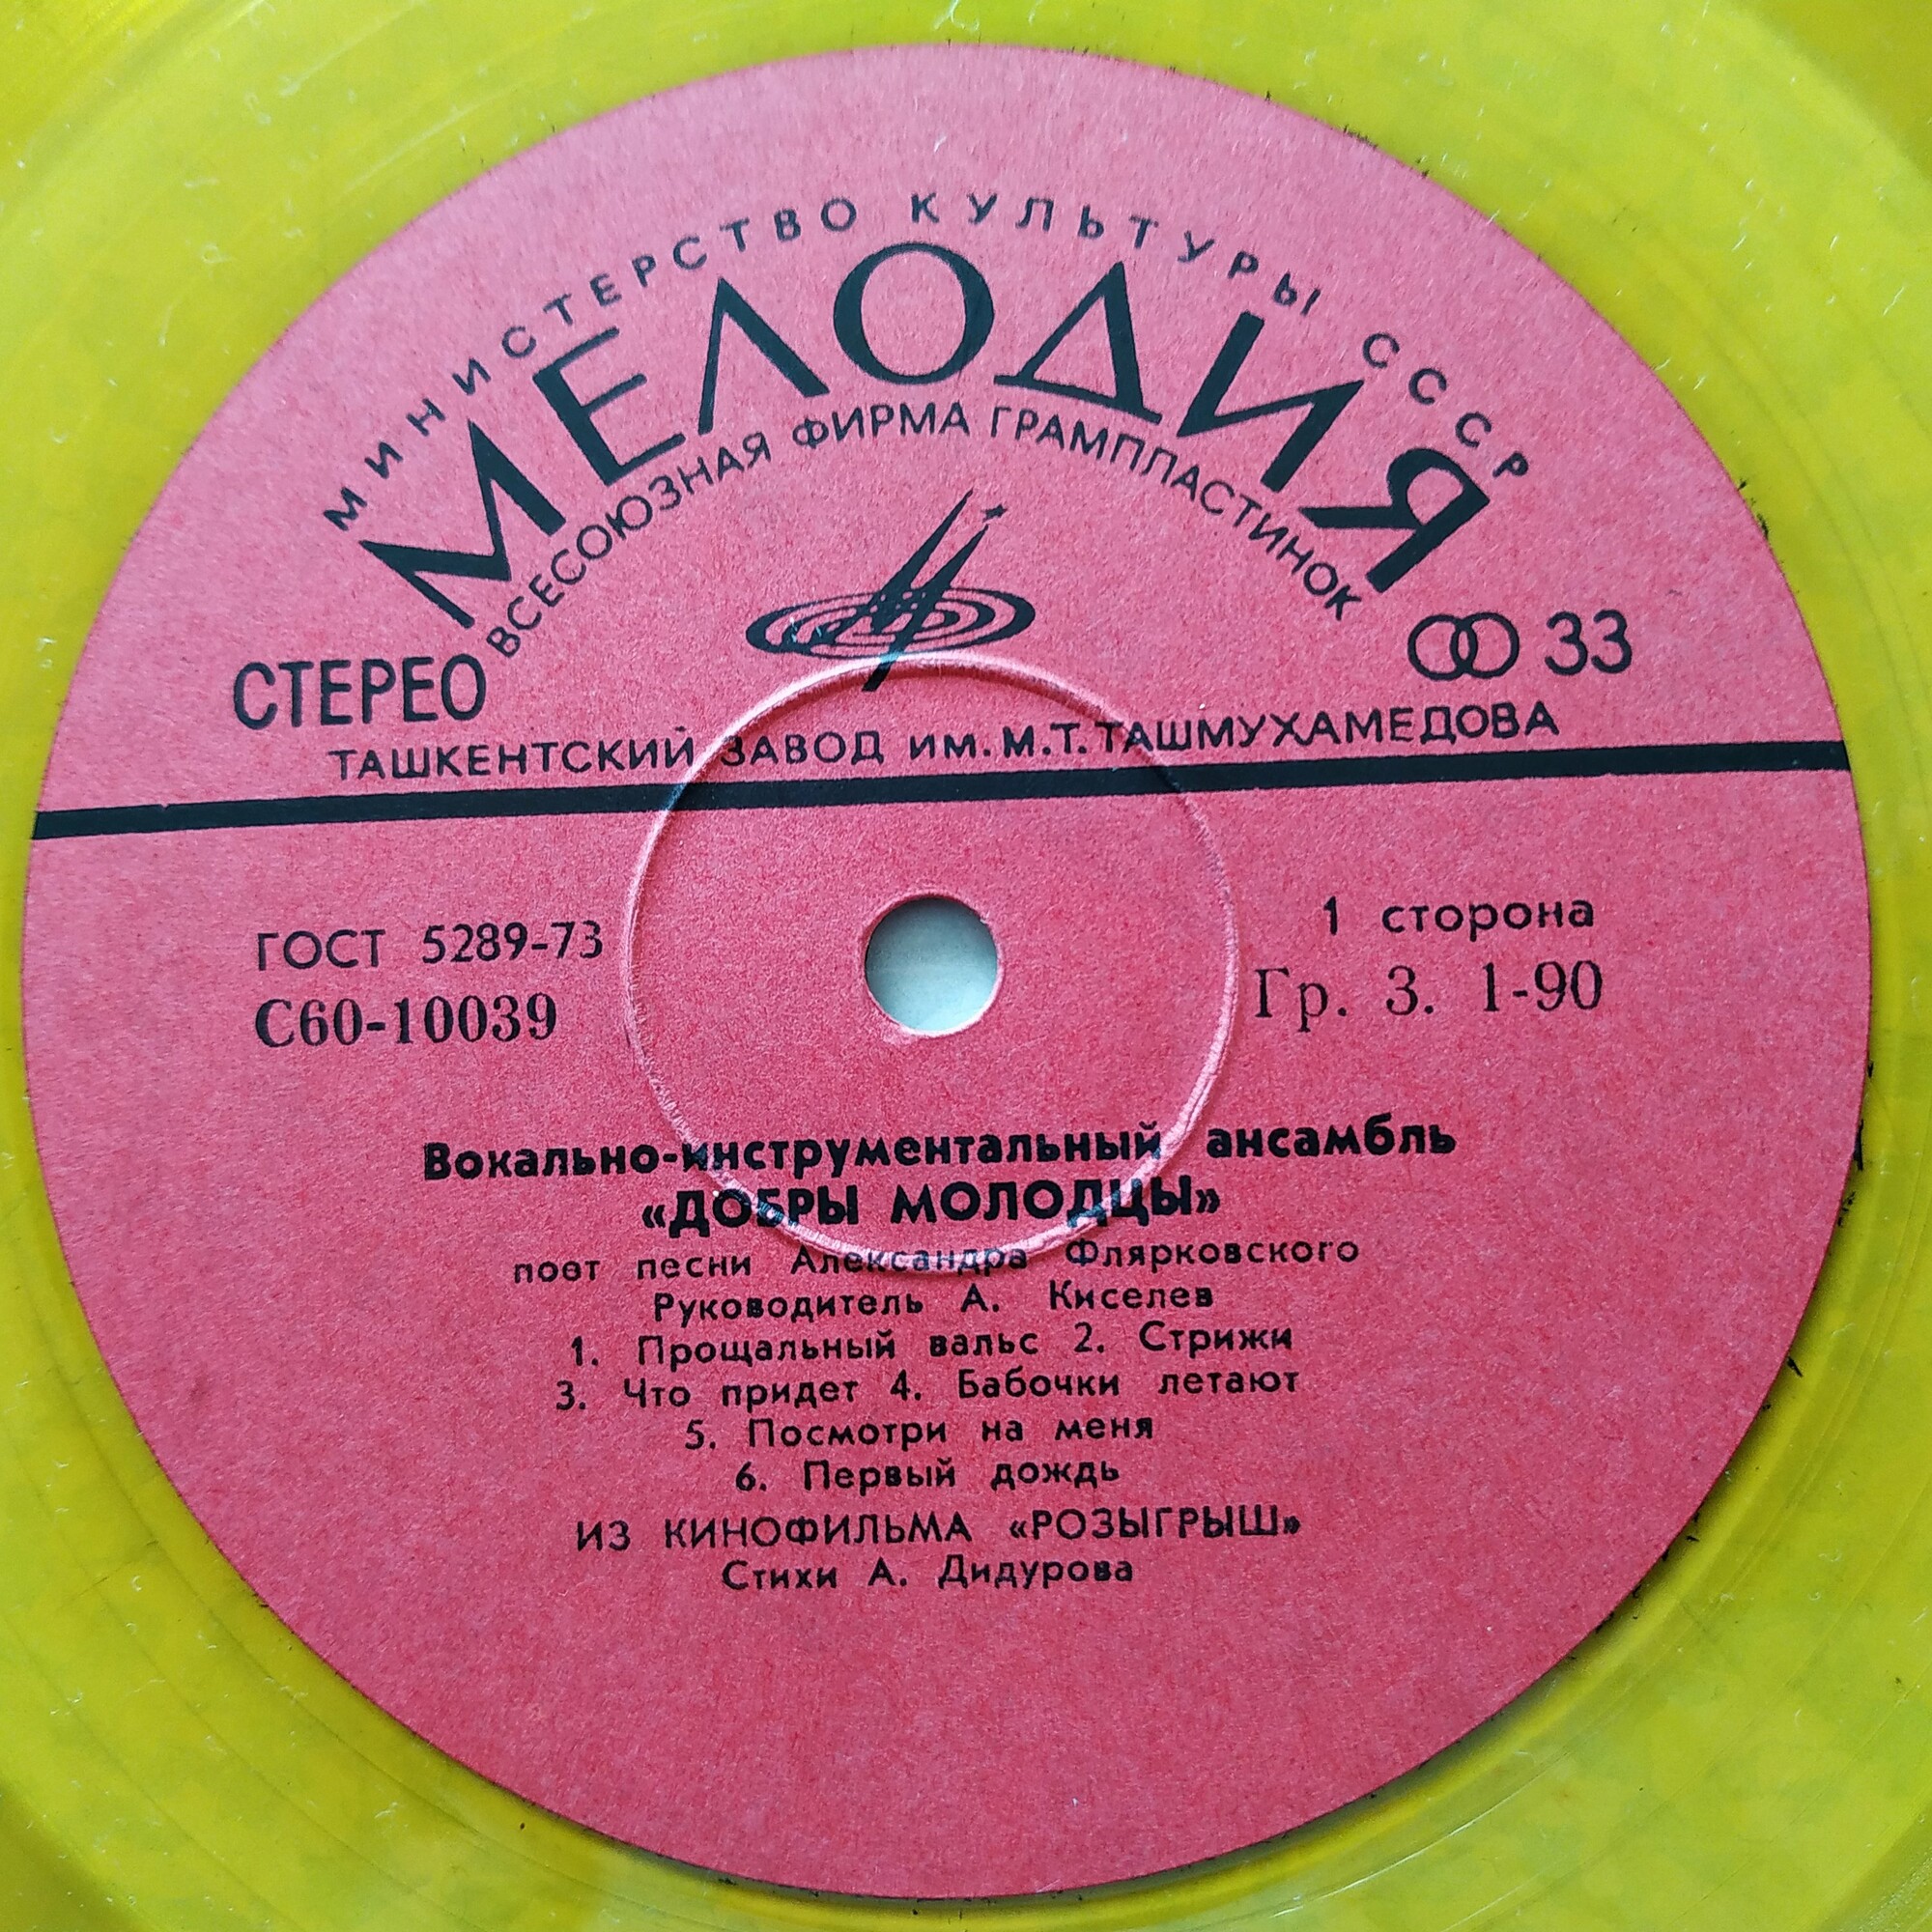 МИНИСТЕРСТВО КУЛЬТУРЫ СССР
МЕЛОДИЯ
ВСЕСОЮЗНАЯ ФИРМА ГРАМПЛАСТИНОК
СТЕРЕО
33
ТАШКЕНТСКИЙ ЗАВОД ИМ. М.Т. ТАШМУХАМЕДОВА
ГОСТ 5289-73
1 сторона
С60-10039
Гр. 3. 1-90
Вокально-инструментальный ансамбль
«ДОБРЫ МОЛОДЦЫ»
поет песни Александра Флярковского
Руководитель А. Киселев
1. Прощальный вальс 2. Стрижи
3. Что придет 4. Бабочки летают
5. Посмотри на меня
6. Первый дождь
ИЗ КИНОФИЛЬМА «РОЗЫГРЫШ»
Стихи А. Дидурова